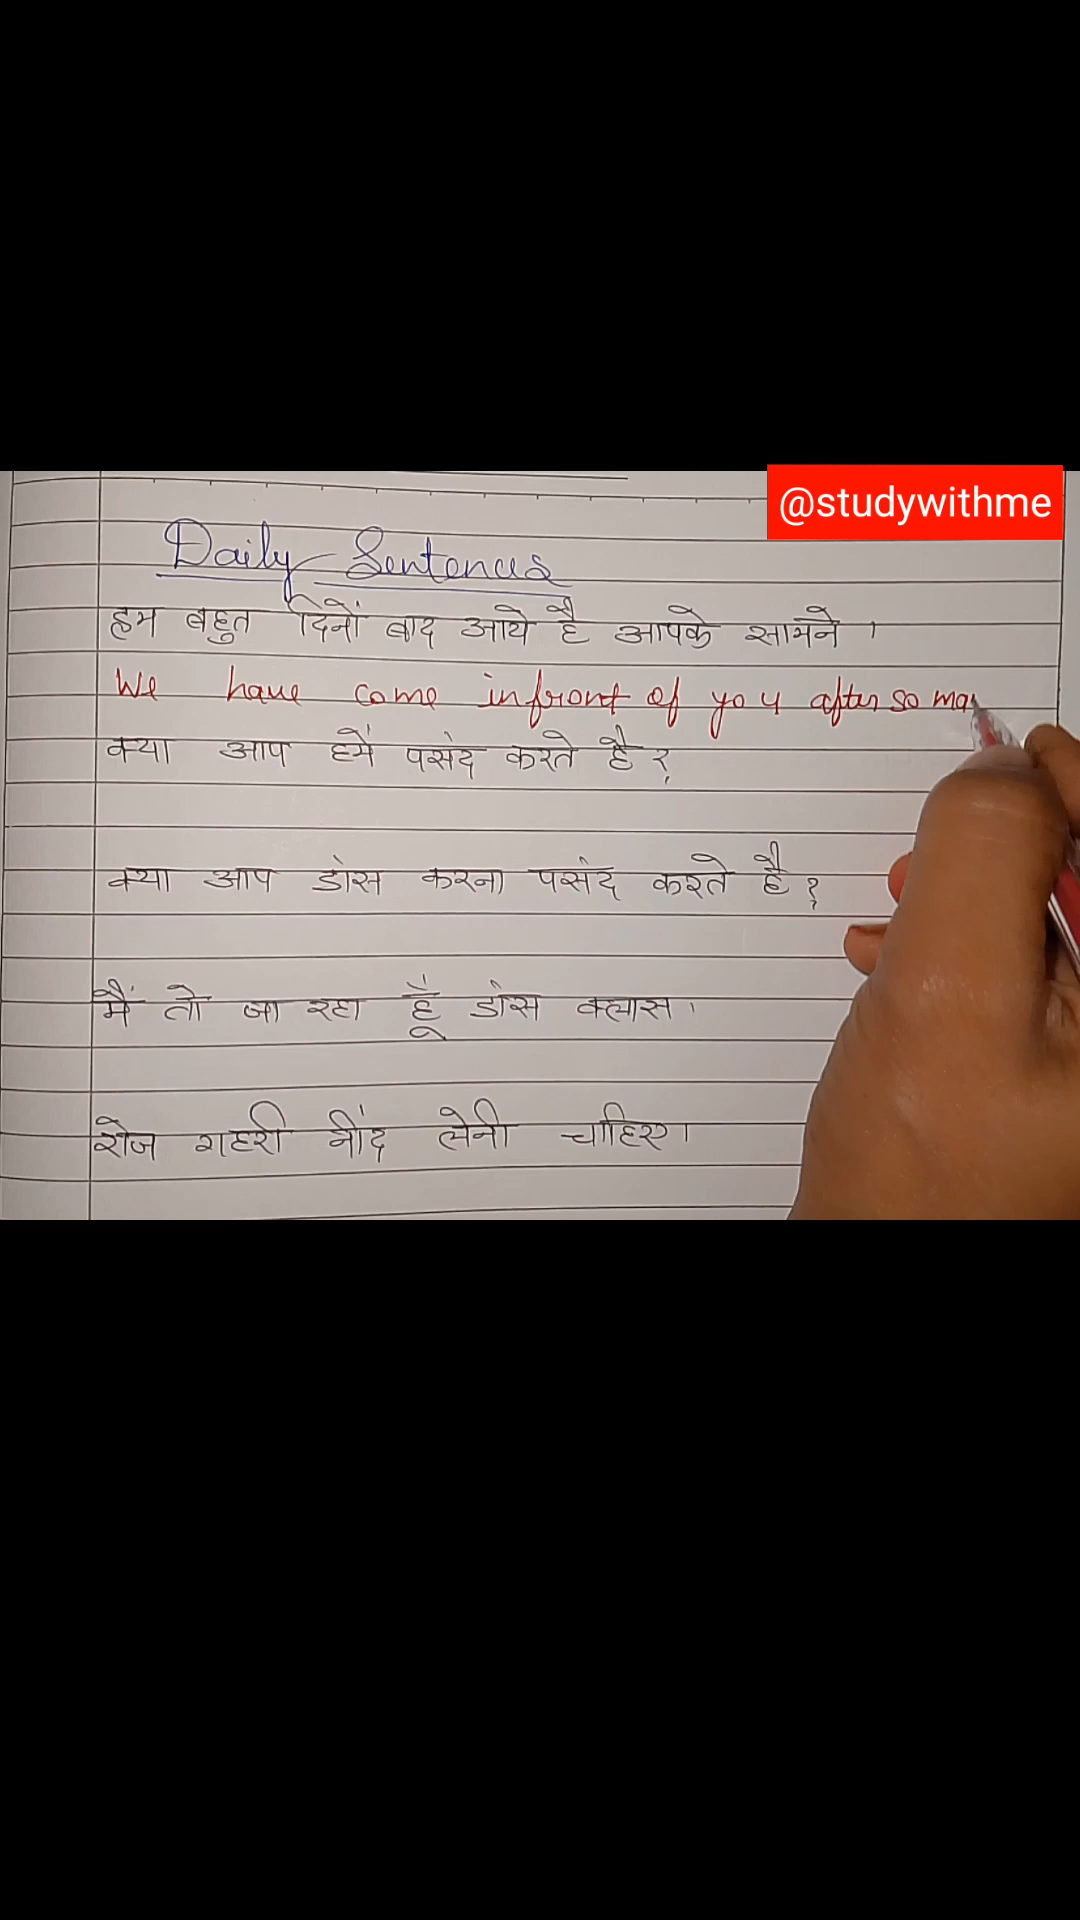 @studywithme
Daily Sentences
हम बहुत दिनों बाद आये है आपके सामने ।
We have come infront of you after so ma
क्या आप हमें पसंद करते है ?
क्या आप डांस करना पसंद करते है ?
मैं तो जा रहा हूँ डांस क्लास ।
रोज गहरी नींद लेनी चाहिए ।